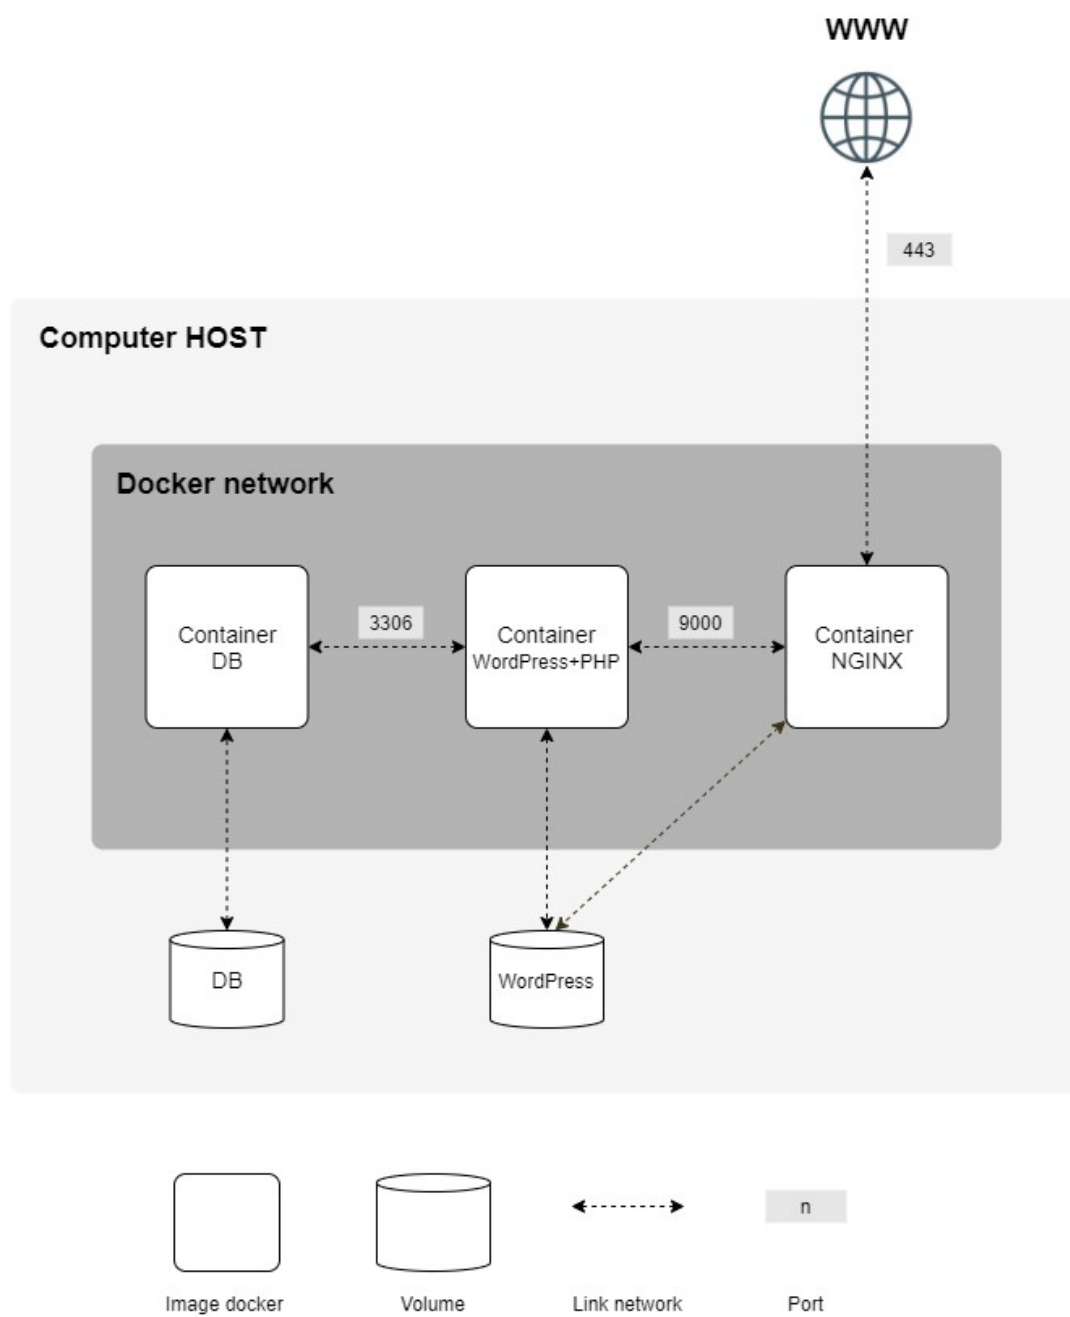 WWW
443
Computer HOST
Docker network
3306
9000
Container
DB
Container
WordPress+PHP
Container
NGINX
DB
WordPress
n
Image docker
Volume
Link network
Port